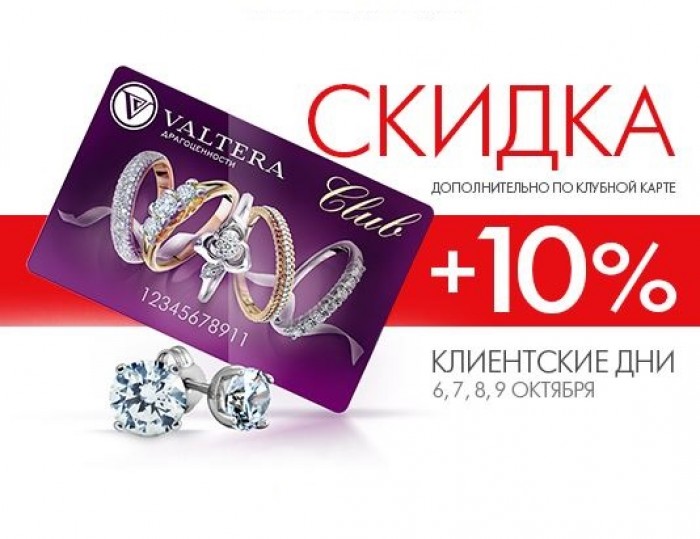 VALTERA
ДРАГОЦЕННОСТИ
Club
12345678911
СКИДКА
ДОПОЛНИТЕЛЬНО ПО КЛУБНОЙ КАРТЕ
+10%
КЛИЕНТСКИЕ ДНИ
6, 7, 8, 9 ОКТЯБРЯ